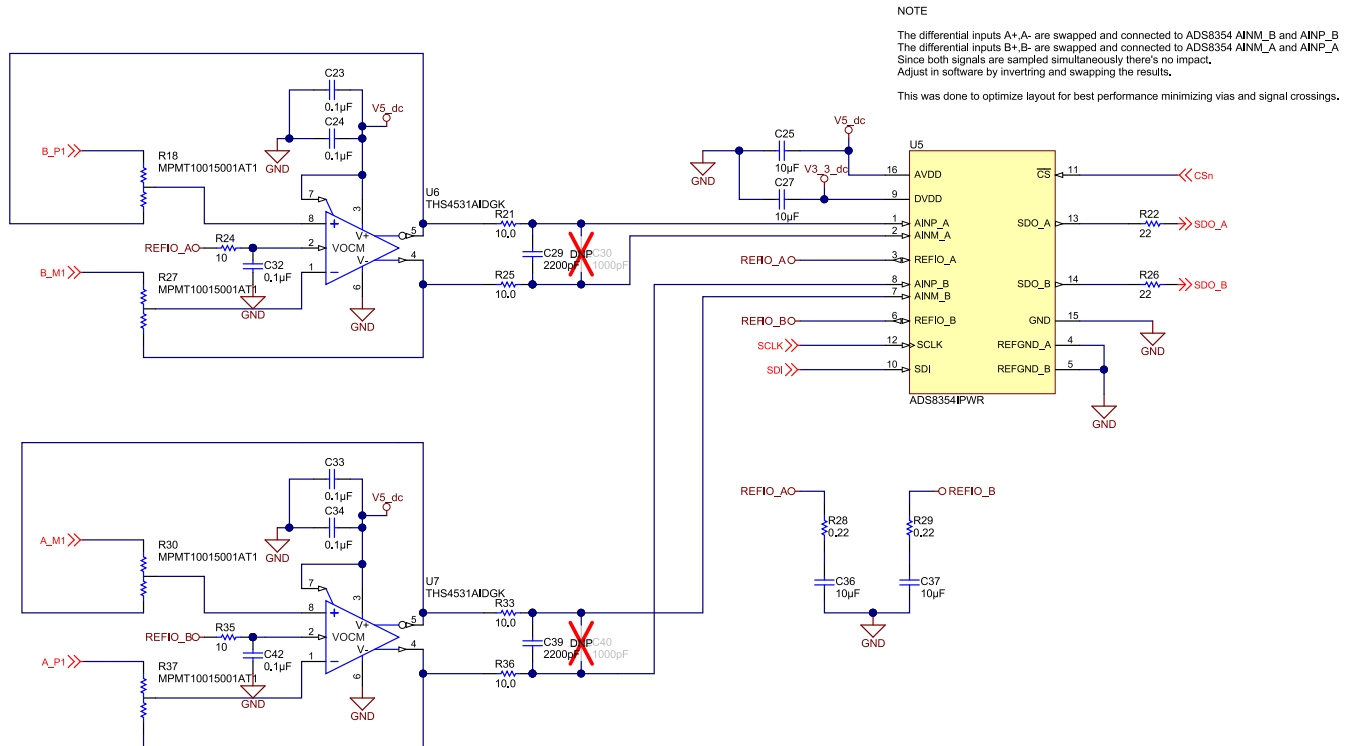 NOTE
The differential inputs A+,A- are swapped and connected to ADS8354 AINM_B and AINP_B
The differential inputs B+,B- are swapped and connected to ADS8354 AINM_A and AINP_A
Since both signals are sampled simultaneously there's no impact.
Adjust in software by invertring and swapping the results.
This was done to optimize layout for best performance minimizing vias and signal crossings.
C23
0.1µF
C24
0.1µF
V5_dc
GND
B_P1
R18
MPMT10015001AT1
7
3
U6
THS4531AIDGK
8
V+
5
REFIO_A
R24
10
2
VOCM
C32
0.1µF
V-
4
1
6
GND
GND
B_M1
R27
MPMT10015001AT1
R21
10.0
C29
2200pF
DNP
C30
1000pF
R25
10.0
V5_dc
C25
10µF
V3_3_dc
C27
10µF
GND
U5
16 AVDD
9 DVDD
1 AINP_A
2 AINM_A
REFIO_A 3 REFIO_A
8 AINP_B
7 AINM_B
REFIO_B 6 REFIO_B
SCLK 12 SCLK
SDI 10 SDI
CS 11 CSn
SDO_A 13 R22 SDO_A
22
SDO_B 14 R26 SDO_B
22
GND 15
GND
REFGND_A 4
REFGND_B 5
GND
ADS8354IPWR
C33
0.1µF
C34
0.1µF
V5_dc
GND
A_M1
R30
MPMT10015001AT1
7
3
U7
THS4531AIDGK
8
V+
5
REFIO_B
R35
10
2
VOCM
C42
0.1µF
V-
4
1
6
GND
GND
A_P1
R37
MPMT10015001AT1
R33
10.0
C39
2200pF
DNP
C40
1000pF
R36
10.0
REFIO_A
REFIO_B
R28
0.22
R29
0.22
C36
10µF
C37
10µF
GND